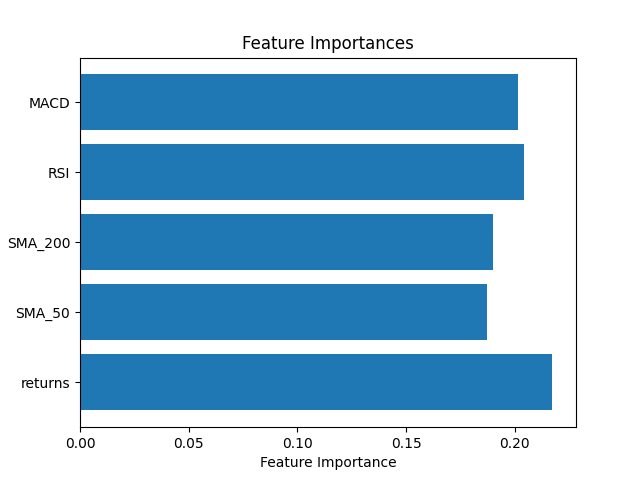 Feature Importances
MACD
RSI
SMA_200
SMA_50
returns
0.00 0.05 0.10 0.15 0.20
Feature Importance